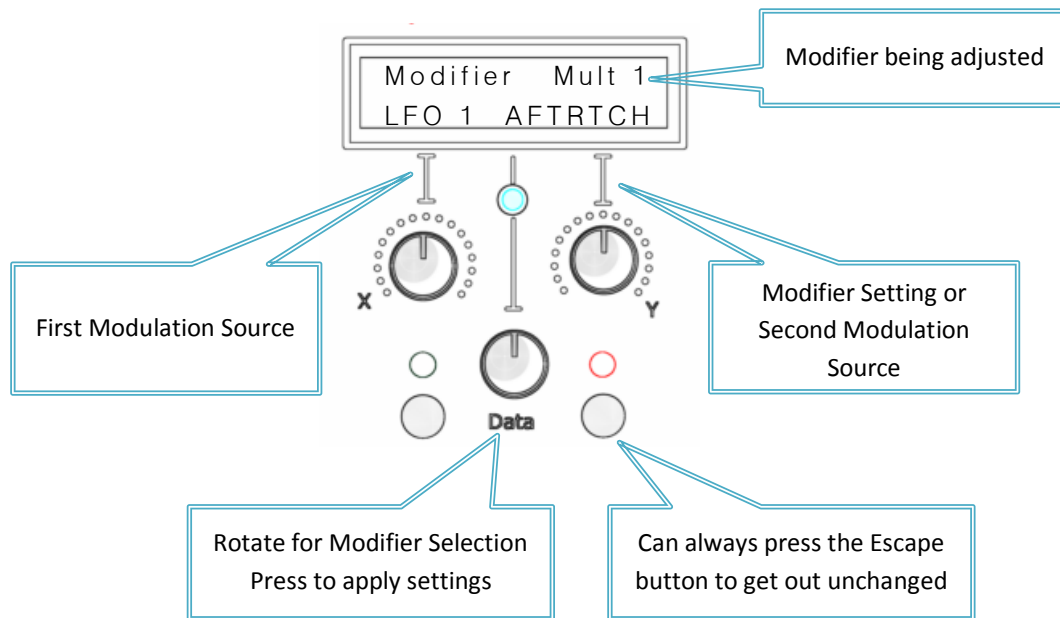 Modifier being adjusted
Modifier Mult 1
LFO 1 AFTRTCH
First Modulation Source
X
Y
Modifier Setting or
Second Modulation
Source
Data
Rotate for Modifier Selection
Press to apply settings
Can always press the Escape
button to get out unchanged